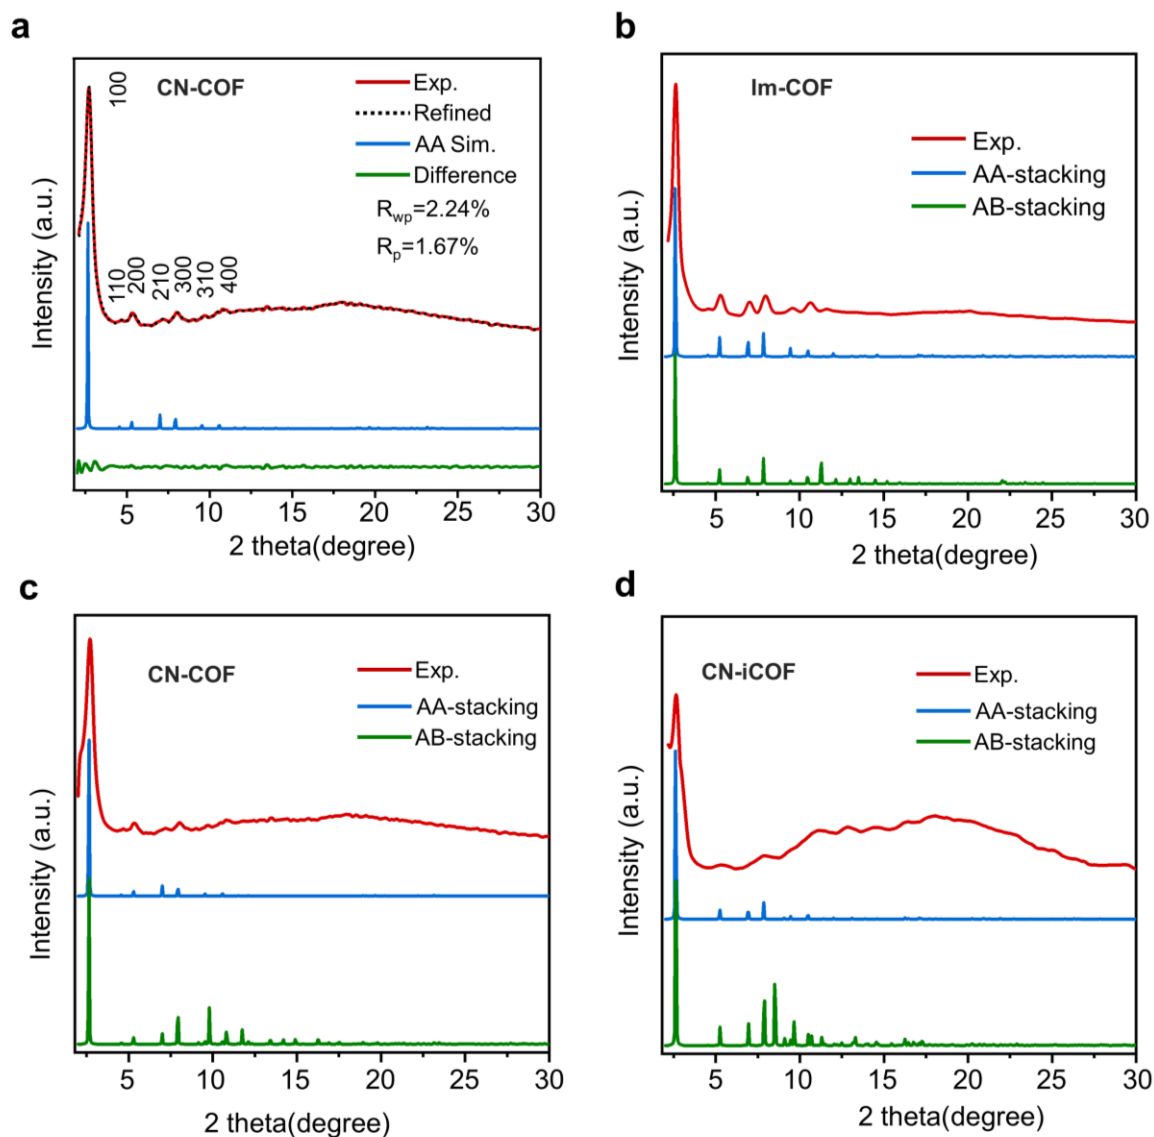 a
CN-COF
Exp.
Refined
AA Sim.
Difference
R_wp=2.24%
R_p=1.67%
100
110
200
210
300
310
400
Intensity (a.u.)
5 10 15 20 25 30
2 theta(degree)
b
Im-COF
Exp.
AA-stacking
AB-stacking
Intensity (a.u.)
5 10 15 20 25 30
2 theta(degree)
c
CN-COF
Exp.
AA-stacking
AB-stacking
Intensity (a.u.)
5 10 15 20 25 30
2 theta(degree)
d
CN-iCOF
Exp.
AA-stacking
AB-stacking
Intensity (a.u.)
5 10 15 20 25 30
2 theta(degree)